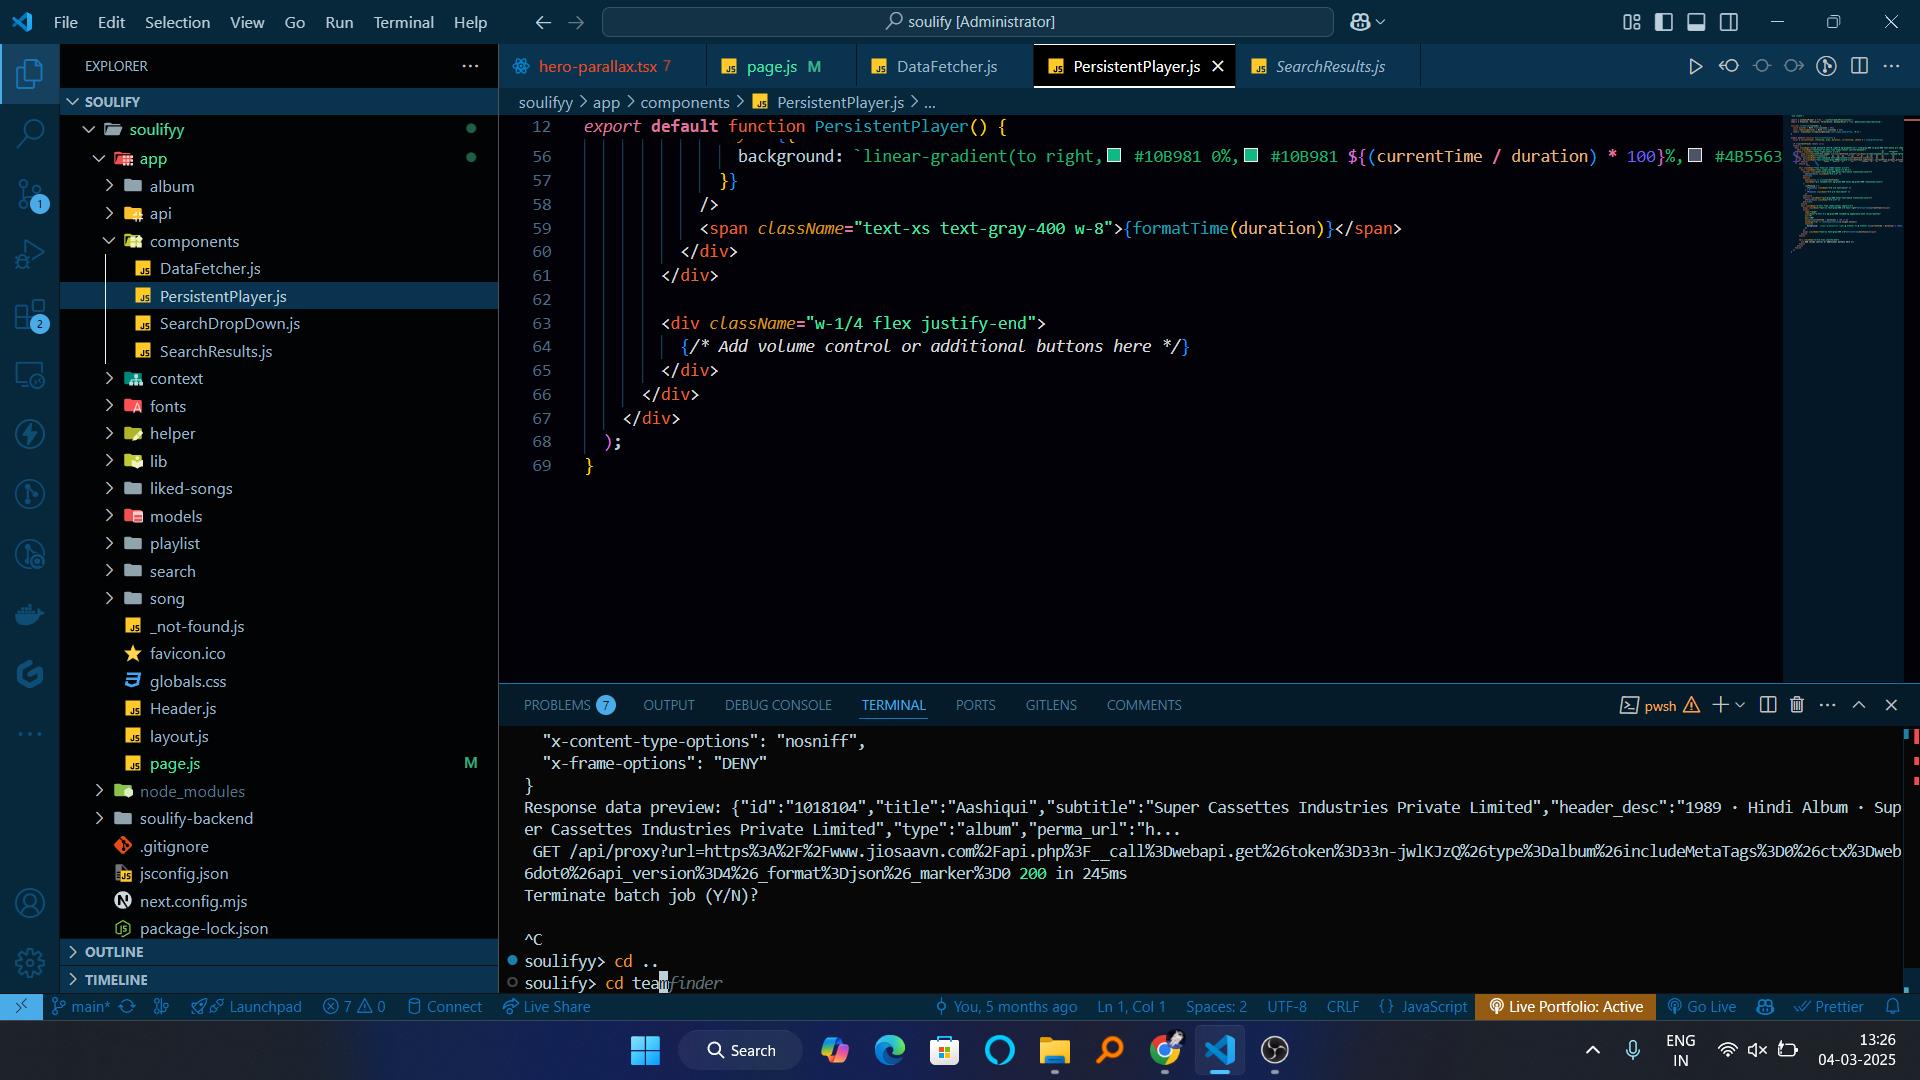 File Edit Selection View Go Run Terminal Help
soulify [Administrator]
EXPLORER
SOULIFY
soulifyy
app
album
api
components
DataFetcher.js
PersistentPlayer.js
SearchDropDown.js
SearchResults.js
context
fonts
helper
lib
liked-songs
models
playlist
search
song
_not-found.js
favicon.ico
globals.css
Header.js
layout.js
page.js M
node_modules
soulify-backend
.gitignore
jsconfig.json
next.config.mjs
package-lock.json
OUTLINE
TIMELINE
1
2
hero-parallax.tsx 7
page.js M
DataFetcher.js
PersistentPlayer.js
SearchResults.js
soulifyy > app > components > PersistentPlayer.js > ...
12 export default function PersistentPlayer() {
56 background: `linear-gradient(to right, #10B981 0%, #10B981 ${(currentTime / duration) * 100}%, #4B5563
57 }}
58 />
59 <span className="text-xs text-gray-400 w-8">{formatTime(duration)}</span>
60 </div>
61 </div>
62
63 <div className="w-1/4 flex justify-end">
64 {/* Add volume control or additional buttons here */}
65 </div>
66 </div>
67 </div>
68 );
69 }
PROBLEMS 7 OUTPUT DEBUG CONSOLE TERMINAL PORTS GITLENS COMMENTS
pwsh
"x-content-type-options": "nosniff",
"x-frame-options": "DENY"
}
Response data preview: {"id":"1018104","title":"Aashiqui","subtitle":"Super Cassettes Industries Private Limited","header_desc":"1989 · Hindi Album · Sup
er Cassettes Industries Private Limited","type":"album","perma_url":"h...
GET /api/proxy?url=https%3A%2F%2Fwww.jiosaavn.com%2Fapi.php%3F__call%3Dwebapi.get%26token%3D33n-jwlKJzQ%26type%3Dalbum%26includeMetaTags%3D0%26ctx%3Dweb
6dot0%26api_version%3D4%26_format%3Djson%26_marker%3D0 200 in 245ms
Terminate batch job (Y/N)?
^C
soulifyy> cd ..
soulify> cd teamfinder
main* Launchpad 7 0 Connect Live Share
You, 5 months ago Ln 1, Col 1 Spaces: 2 UTF-8 CRLF {} JavaScript Live Portfolio: Active Go Live Prettier
Search
ENG
IN
13:26
04-03-2025